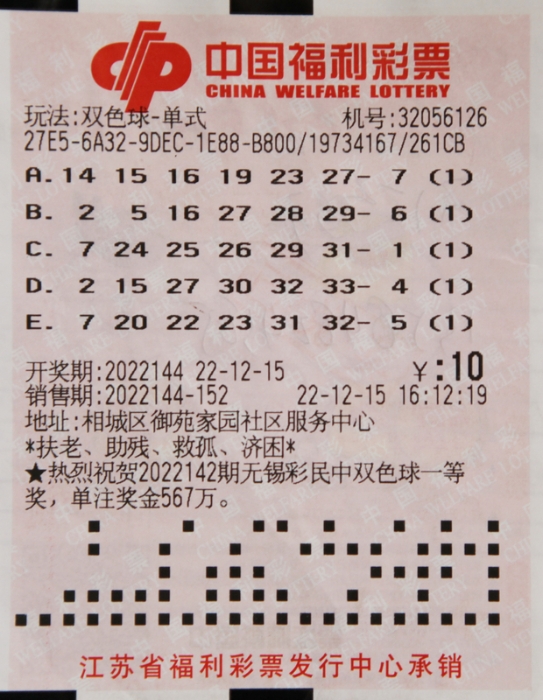 中国福利彩票
CHINA WELFARE LOTTERY
玩法:双色球-单式 机号:32056126
27E5-6A32-9DEC-1E88-B800/19734167/261CB
A. 14 15 16 19 23 27- 7 (1)
B. 2 5 16 27 28 29- 6 (1)
C. 7 24 25 26 29 31- 1 (1)
D. 2 15 27 30 32 33- 4 (1)
E. 7 20 22 23 31 32- 5 (1)
开奖期:2022144 22-12-15 ¥:10
销售期:2022144-152 22-12-15 16:12:19
地址:相城区御苑家园社区服务中心
*扶老、助残、救孤、济困*
★热烈祝贺2022142期无锡彩民中双色球一等
奖，单注奖金567万。
江苏省福利彩票发行中心承销